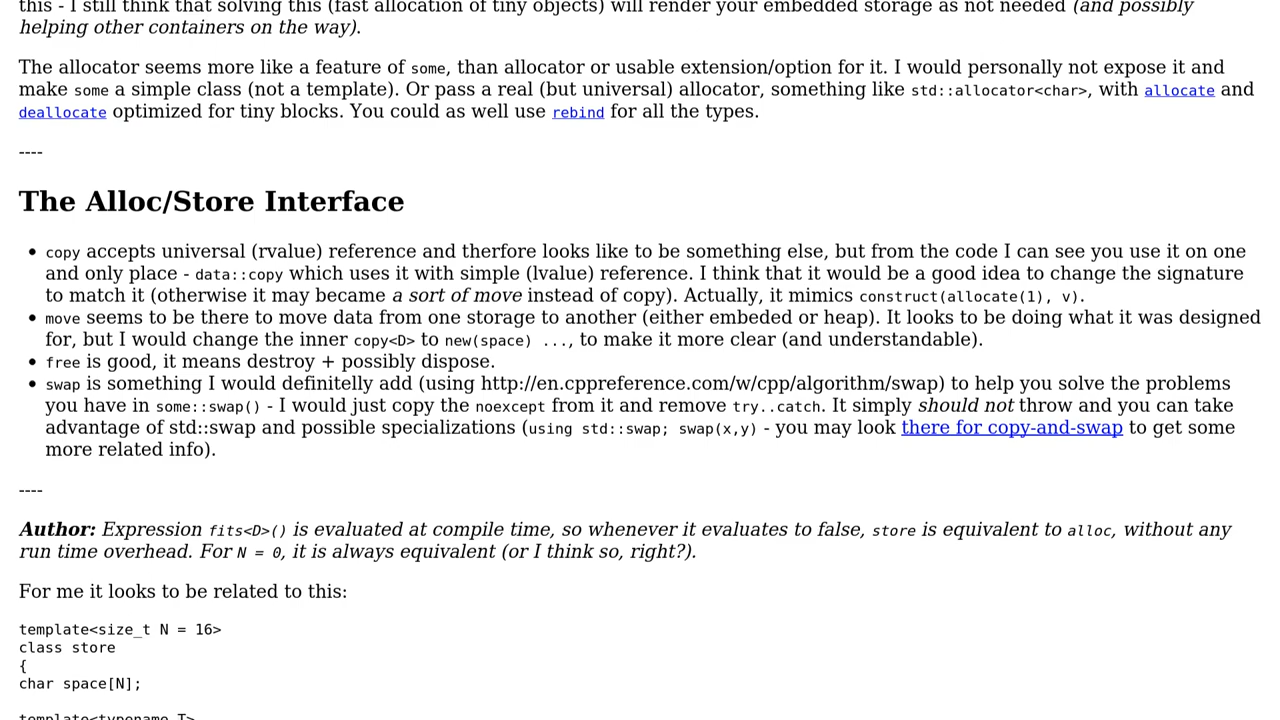 this - I still think that solving this (fast allocation of tiny objects) will render your embedded storage as not needed (and possibly
helping other containers on the way).
The allocator seems more like a feature of some, than allocator or usable extension/option for it. I would personally not expose it and
make some a simple class (not a template). Or pass a real (but universal) allocator, something like std::allocator<char>, with allocate and
deallocate optimized for tiny blocks. You could as well use rebind for all the types.
----
The Alloc/Store Interface
• copy accepts universal (rvalue) reference and therfore looks like to be something else, but from the code I can see you use it on one
and only place - data::copy which uses it with simple (lvalue) reference. I think that it would be a good idea to change the signature
to match it (otherwise it may became a sort of move instead of copy). Actually, it mimics construct(allocate(1), v).
• move seems to be there to move data from one storage to another (either embeded or heap). It looks to be doing what it was designed
for, but I would change the inner copy<D> to new(space) ..., to make it more clear (and understandable).
• free is good, it means destroy + possibly dispose.
• swap is something I would definitelly add (using http://en.cppreference.com/w/cpp/algorithm/swap) to help you solve the problems
you have in some::swap() - I would just copy the noexcept from it and remove try..catch. It simply should not throw and you can take
advantage of std::swap and possible specializations (using std::swap; swap(x,y) - you may look there for copy-and-swap to get some
more related info).
----
Author: Expression fits<D>() is evaluated at compile time, so whenever it evaluates to false, store is equivalent to alloc, without any
run time overhead. For N = 0, it is always equivalent (or I think so, right?).
For me it looks to be related to this:
template<size_t N = 16>
class store
{
char space[N];
template<typename T>